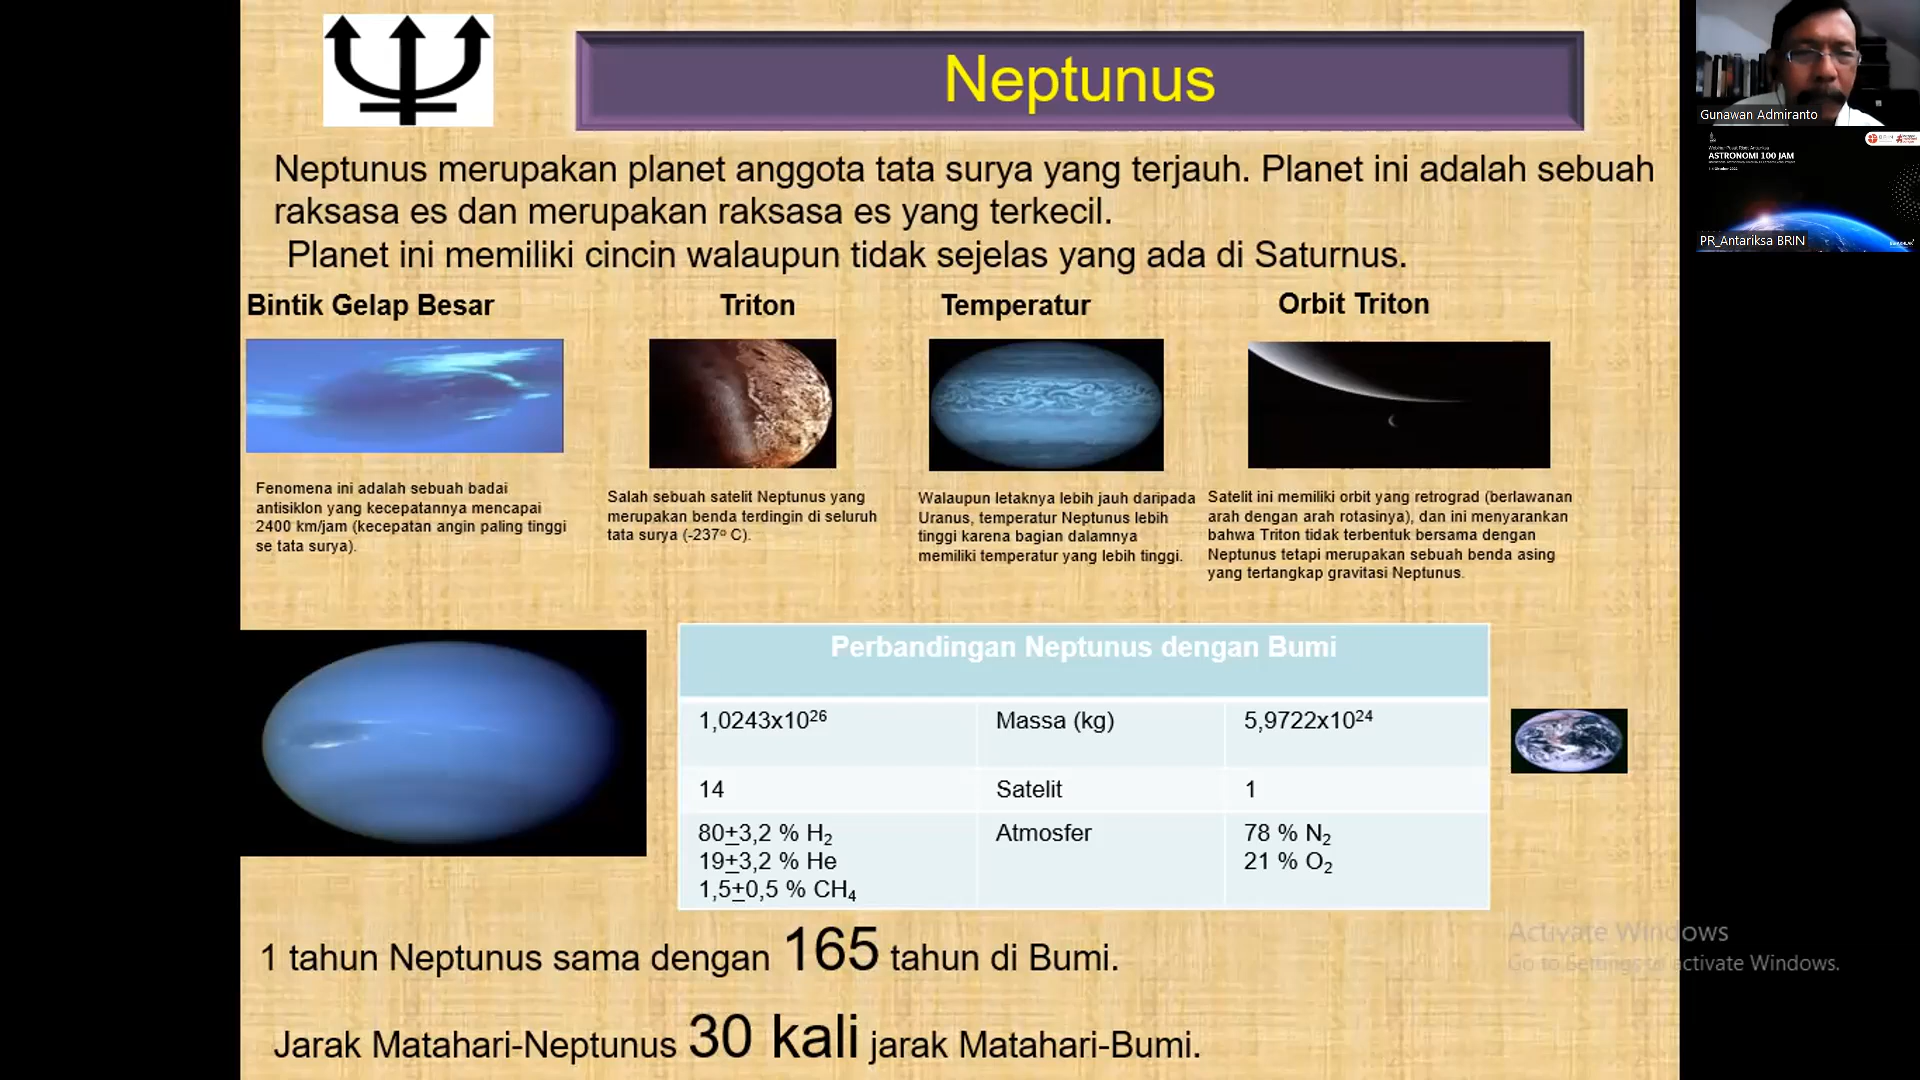 Neptunus
Neptunus merupakan planet anggota tata surya yang terjauh. Planet ini adalah sebuah
raksasa es dan merupakan raksasa es yang terkecil.
Planet ini memiliki cincin walaupun tidak sejelas yang ada di Saturnus.
Bintik Gelap Besar
Fenomena ini adalah sebuah badai
antisiklon yang kecepatannya mencapai
2400 km/jam (kecepatan angin paling tinggi
se tata surya).
Triton
Salah sebuah satelit Neptunus yang
merupakan benda terdingin di seluruh
tata surya (-237º C).
Temperatur
Walaupun letaknya lebih jauh daripada
Uranus, temperatur Neptunus lebih
tinggi karena bagian dalamnya
memiliki temperatur yang lebih tinggi.
Orbit Triton
Satelit ini memiliki orbit yang retrograd (berlawanan
arah dengan arah rotasinya), dan ini menyarankan
bahwa Triton tidak terbentuk bersama dengan
Neptunus tetapi merupakan sebuah benda asing
yang tertangkap gravitasi Neptunus.
Perbandingan Neptunus dengan Bumi
1,0243x10²⁶ Massa (kg) 5,9722x10²⁴
14 Satelit 1
80±3,2 % H₂ Atmosfer 78 % N₂
19±3,2 % He 21 % O₂
1,5±0,5 % CH₄
1 tahun Neptunus sama dengan 165 tahun di Bumi.
Jarak Matahari-Neptunus 30 kali jarak Matahari-Bumi.
Activate Windows
Go to Settings to activate Windows.
Gunawan Admiranto
ASTRONOMI 100 JAM
PR_Antariksa BRIN